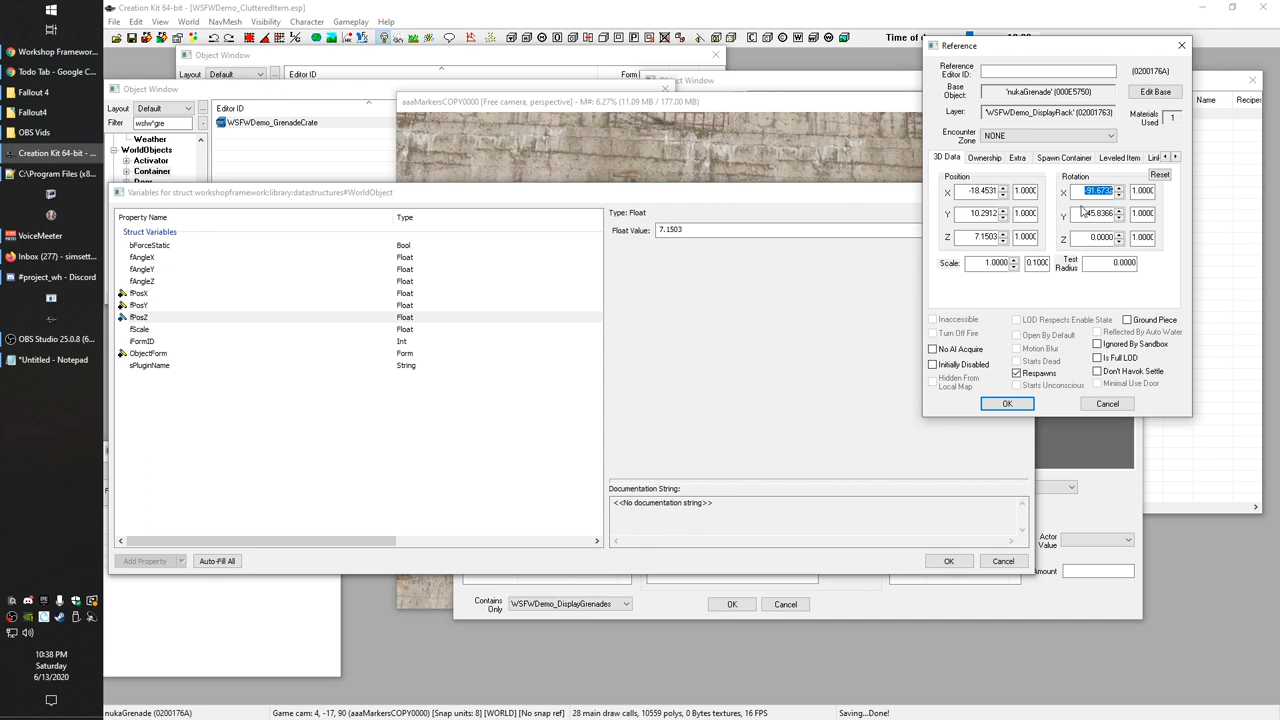 Creation Kit 64-bit - [WSFWDemo_ClutteredItem.esp]
File Edit View World NavMesh Visibility Character Gameplay Help
Time of day
Workshop Framew...
Todo Tab - Google C...
Fallout 4
Fallout4
OBS Vids
Creation Kit 64-bit - ...
C:\Program Files (x8...
VoiceMeeter
Inbox (277) - simsett...
#project_wh - Discord
OBS Studio 25.0.8 (6...
*Untitled - Notepad
10:38 PM
Saturday
6/13/2020
Object Window
Layout Default ... Editor ID Form
Object Window
Layout Default ... Editor ID
Filter wsfw*gre
WSFWDemo_GrenadeCrate
Weather
WorldObjects
Activator
Container
Object Window
Name Recipes
aaaMarkersCOPY0000 [Free camera, perspective] - M#: 6.27% (11.09 MB / 177.00 MB)
Variables for struct workshopframework:library:datastructures#WorldObject
Property Name Type
Struct Variables
bForceStatic Bool
fAngleX Float
fAngleY Float
fAngleZ Float
fPosX Float
fPosY Float
fPosZ Float
fScale Float
iFormID Int
ObjectForm Form
sPluginName String
Type: Float
Float Value: 7.1503
Documentation String:
<<No documentation string>>
Add Property Auto-Fill All OK Cancel
Contains Only WSFWDemo_DisplayGrenades OK Cancel
Actor Value
Amount
Reference
Reference Editor ID: (0200176A)
Base Object: 'nukaGrenade' (000E5750) Edit Base
Layer: 'WSFWDemo_DisplayRack' (02001763) Materials Used 1
Encounter Zone NONE
3D Data Ownership Extra Spawn Container Leveled Item Lin
Position Rotation Reset
X -18.4531 1.0000 X -91.6732 1.0000
Y 10.2912 1.0000 Y 45.8366 1.0000
Z 7.1503 1.0000 Z 0.0000 1.0000
Scale: 1.0000 0.1000 Test Radius 0.0000
Inaccessible LOD Respects Enable State Ground Piece
Turn Off Fire Open By Default Reflected By Auto Water
No AI Acquire Motion Blur Ignored By Sandbox
Initially Disabled Starts Dead Is Full LOD
Hidden From Local Map Respawns Don't Havok Settle
Starts Unconscious Minimal Use Door
OK Cancel
nukaGrenade (0200176A) Game cam: 4, -17, 90 (aaaMarkersCOPY0000) [Snap units: 8] [WORLD] [No snap ref] 28 main draw calls, 10559 polys, 0 B textures, 16 FPS Saving...Done!